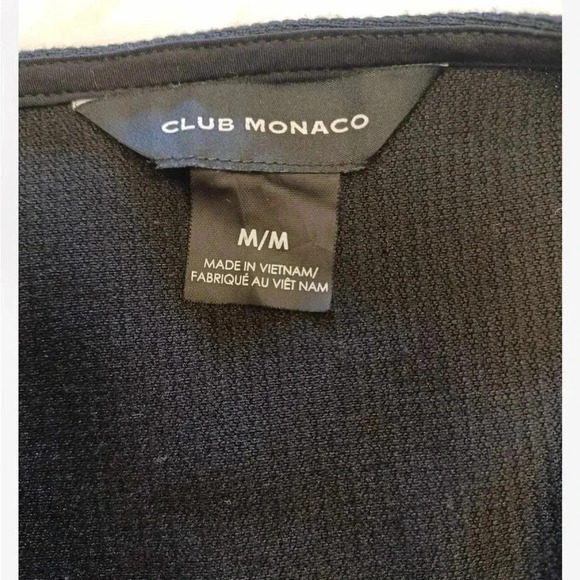 CLUB MONACO
M/M
MADE IN VIETNAM/
FABRIQUÉ AU VIÊT NAM